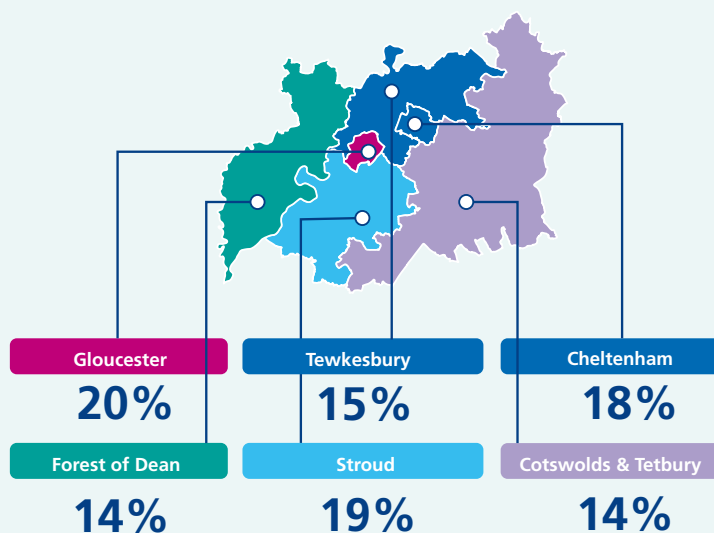 Gloucester
Tewkesbury
Cheltenham
20%
15%
18%
Forest of Dean
Stroud
Cotswolds & Tetbury
14%
19%
14%